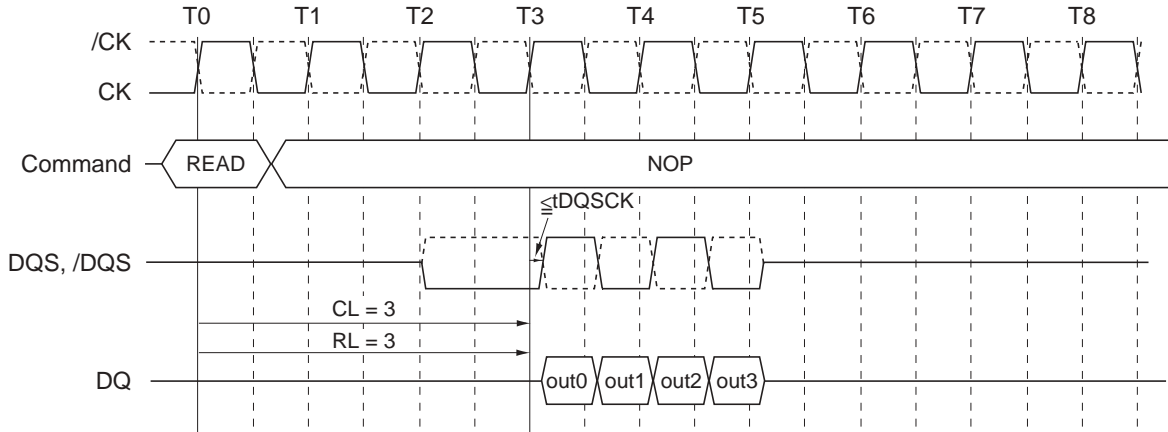 T0 T1 T2 T3 T4 T5 T6 T7 T8
/CK
CK
Command READ NOP
≦tDQSCK
DQS, /DQS
CL = 3
RL = 3
DQ out0 out1 out2 out3